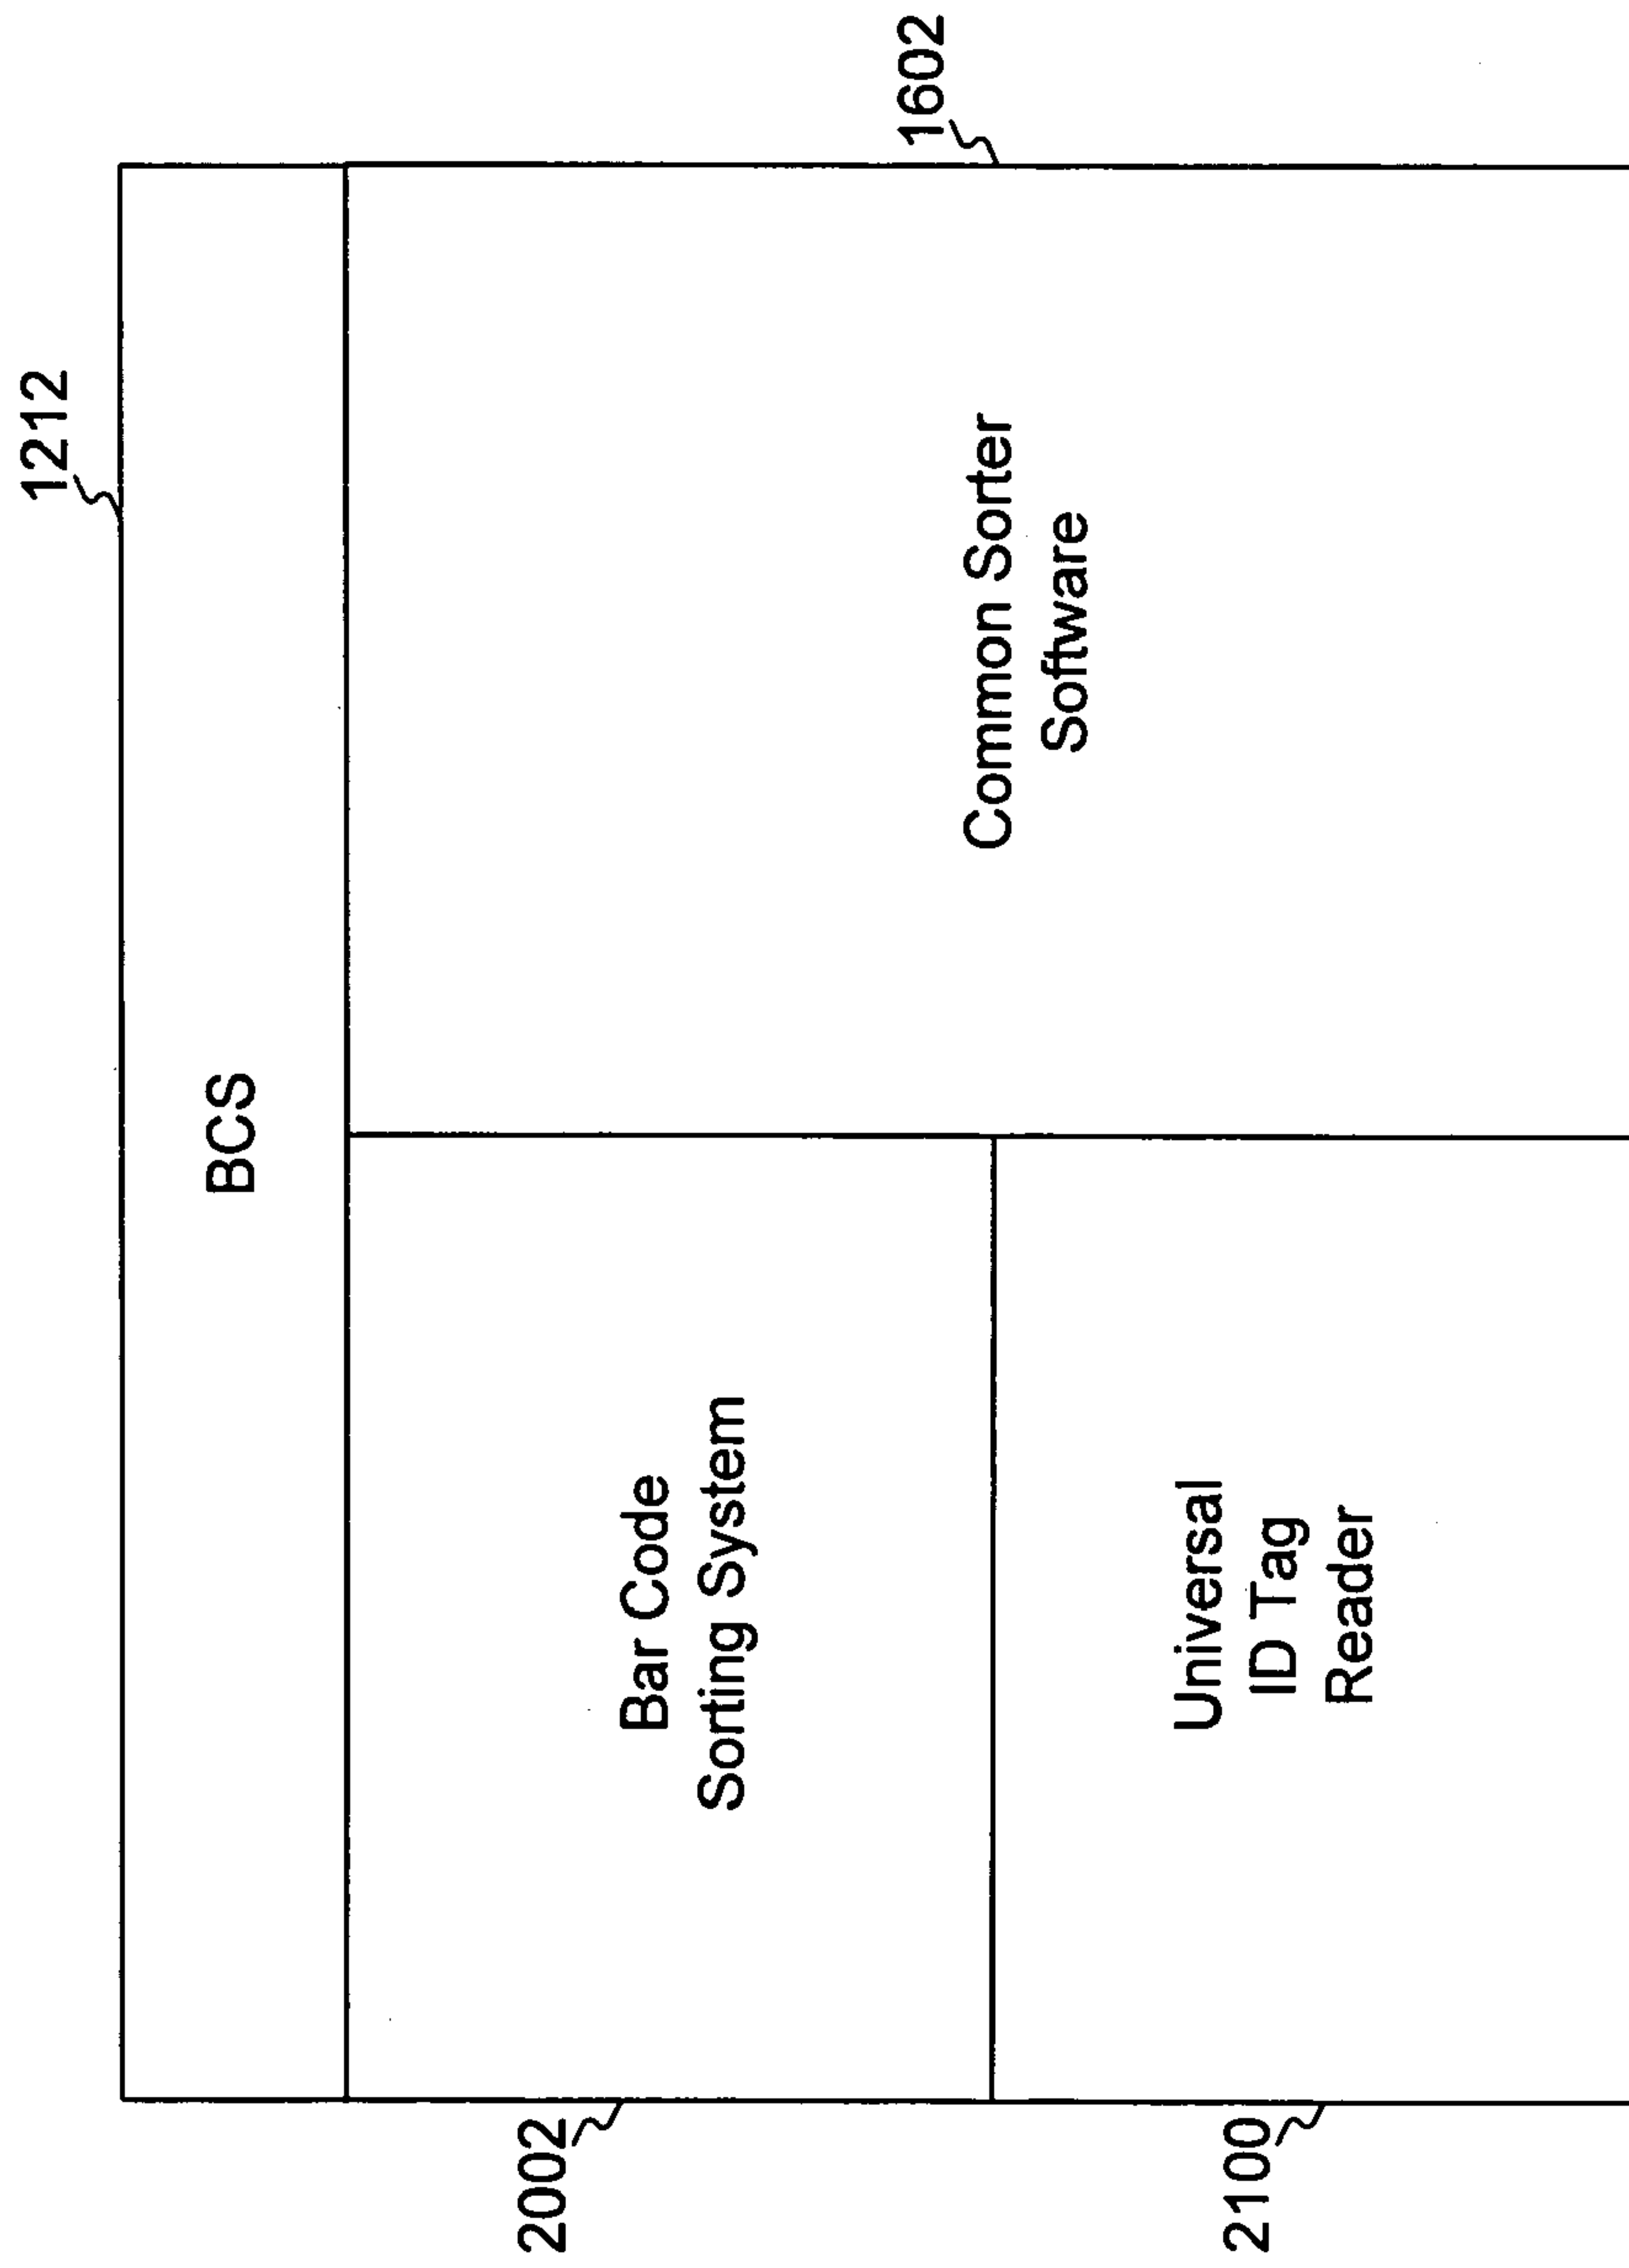 1212
BCS
1602
2002
Bar Code
Sorting System
Common Sorter
Software
2100
Universal
ID Tag
Reader